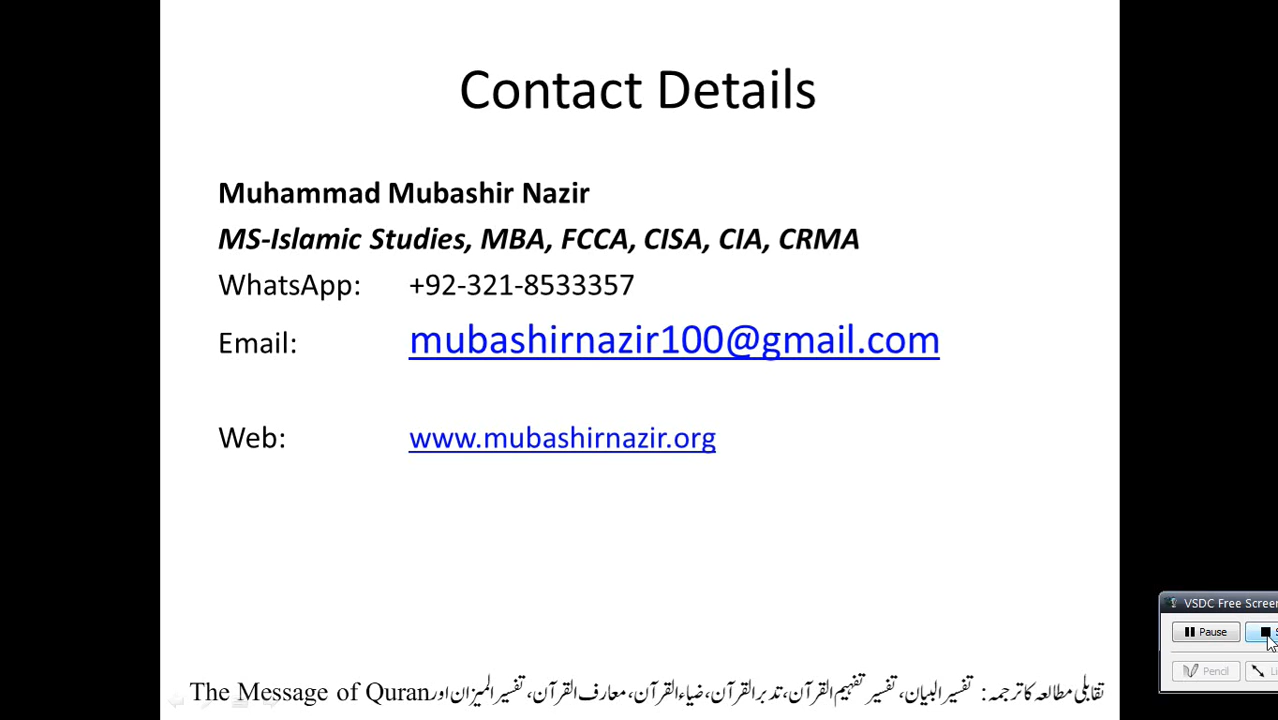 Contact Details
Muhammad Mubashir Nazir
MS-Islamic Studies, MBA, FCCA, CISA, CIA, CRMA
WhatsApp: +92-321-8533357
Email: mubashirnazir100@gmail.com
Web: www.mubashirnazir.org
تقابلی مطالعہ کا ترجمہ: تفسیر البیان، تفسیر تفہیم القرآن، تدبر القرآن، ضیاء القرآن، معارف القرآن، تفسیر المیزان اور The Message of Quran
VSDC Free
Pause
Pencil